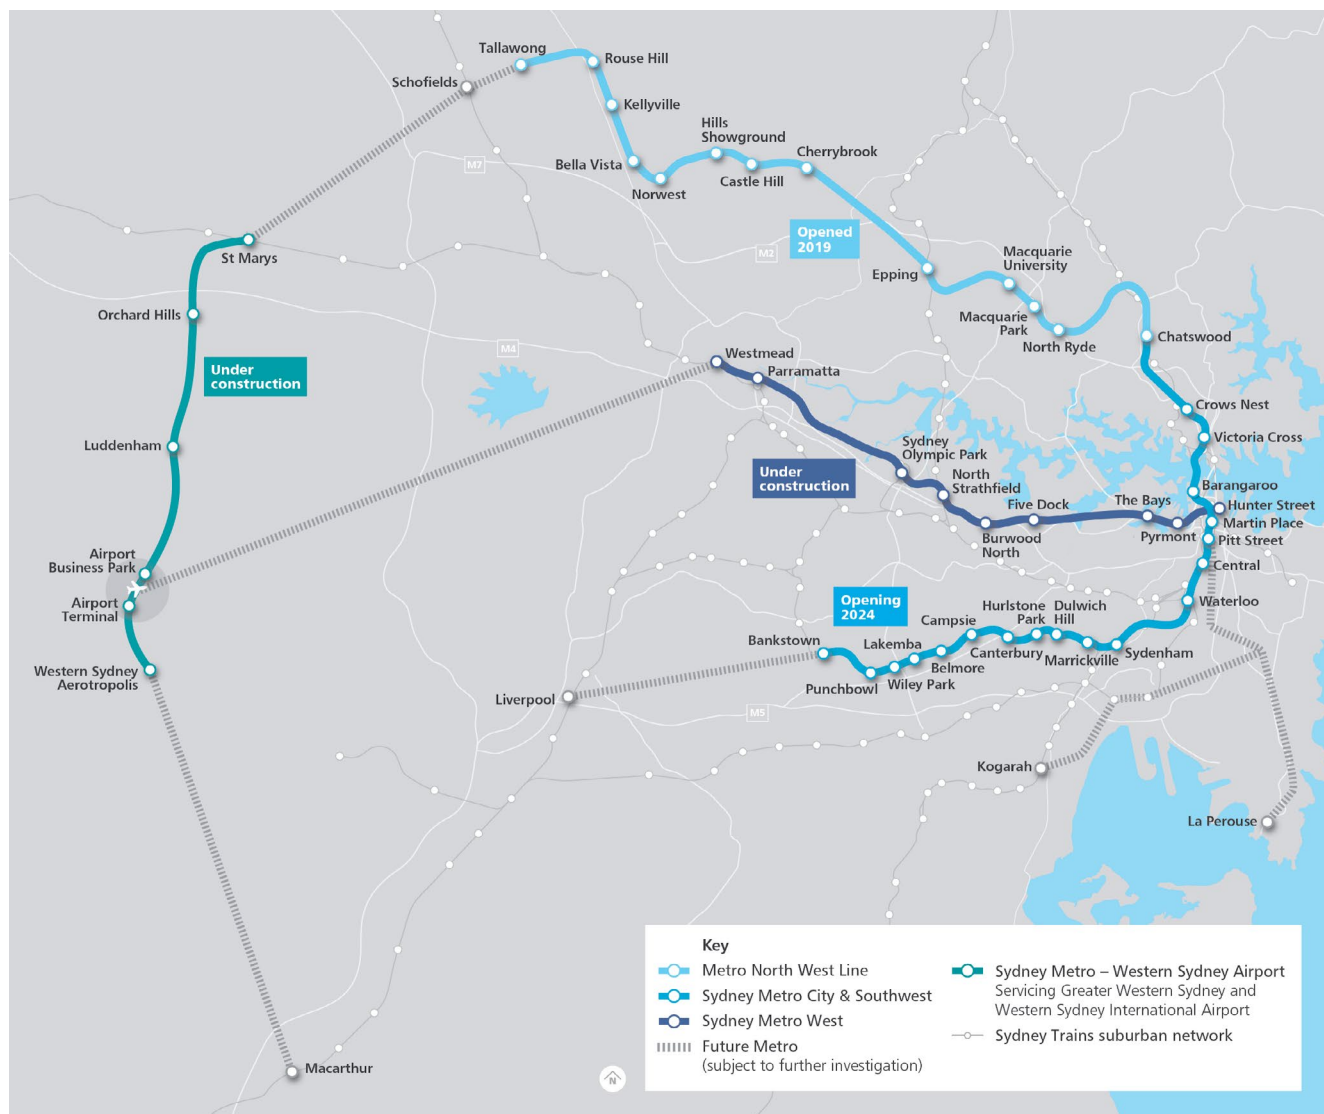 Tallawong
Rouse Hill
Schofields
Kellyville
Hills
Showground
Cherrybrook
Bella Vista
M7
Castle Hill
Norwest
Opened
2019
St Marys
M2
Macquarie
University
Epping
Orchard Hills
Macquarie
Park
North Ryde
Chatswood
M4
Westmead
Parramatta
Under
construction
Crows Nest
Victoria Cross
Luddenham
Sydney
Olympic Park
Under
construction
North
Strathfield
Barangaroo
The Bays
Hunter Street
Five Dock
Martin Place
Burwood
North
Pyrmont
Pitt Street
Airport
Business Park
Central
Airport
Terminal
Opening
2024
Waterloo
Hurlstone
Park
Dulwich
Hill
Campsie
Bankstown
Lakemba
Canterbury
Sydenham
Belmore
Marrickville
Western Sydney
Aerotropolis
Punchbowl
Wiley Park
Liverpool
M5
Kogarah
La Perouse
Macarthur
N
Key
Metro North West Line
Sydney Metro City & Southwest
Sydney Metro West
Future Metro
(subject to further investigation)
Sydney Metro – Western Sydney Airport
Servicing Greater Western Sydney and
Western Sydney International Airport
Sydney Trains suburban network